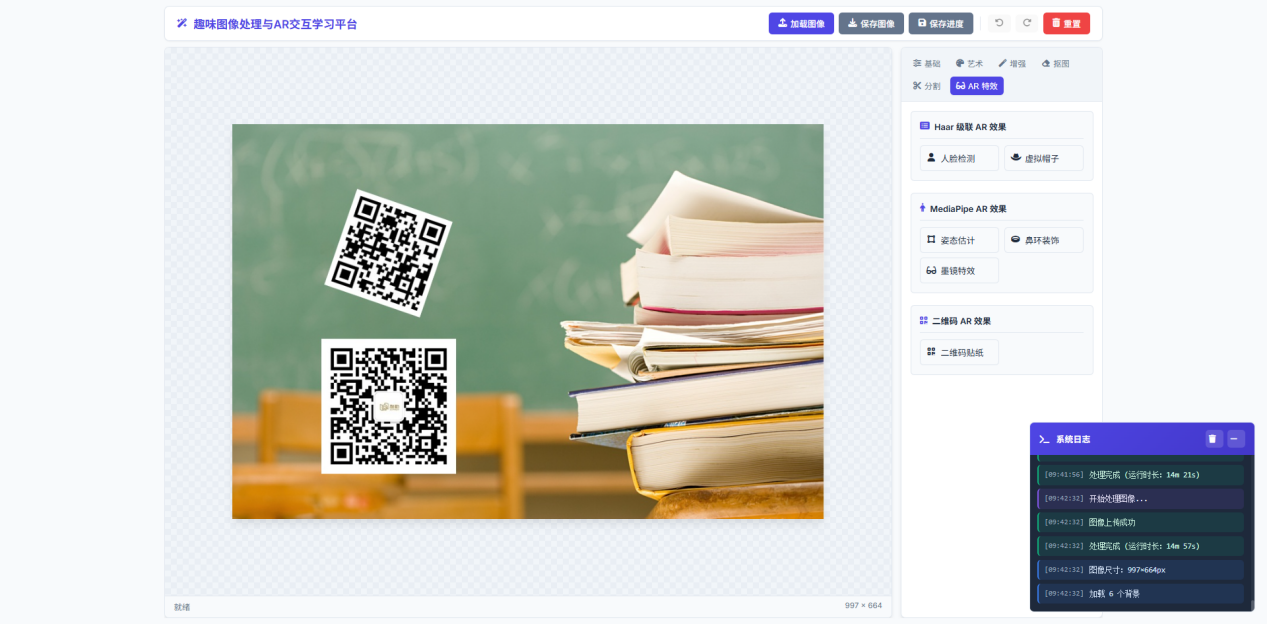 趣味图像处理与AR交互学习平台
加载图像
保存图像
保存进度
重置
基础
艺术
增强
抠图
分割
AR 特效
Haar 级联 AR 效果
人脸检测
虚拟帽子
MediaPipe AR 效果
姿态估计
鼻环装饰
墨镜特效
二维码 AR 效果
二维码贴纸
系统日志
[09:41:56] 处理完成 (运行时长: 14m 21s)
[09:42:32] 开始处理图像...
[09:42:32] 图像上传成功
[09:42:32] 处理完成 (运行时长: 14m 57s)
[09:42:32] 图像尺寸: 997×664px
[09:42:32] 加载 6 个背景
就绪
997 × 664